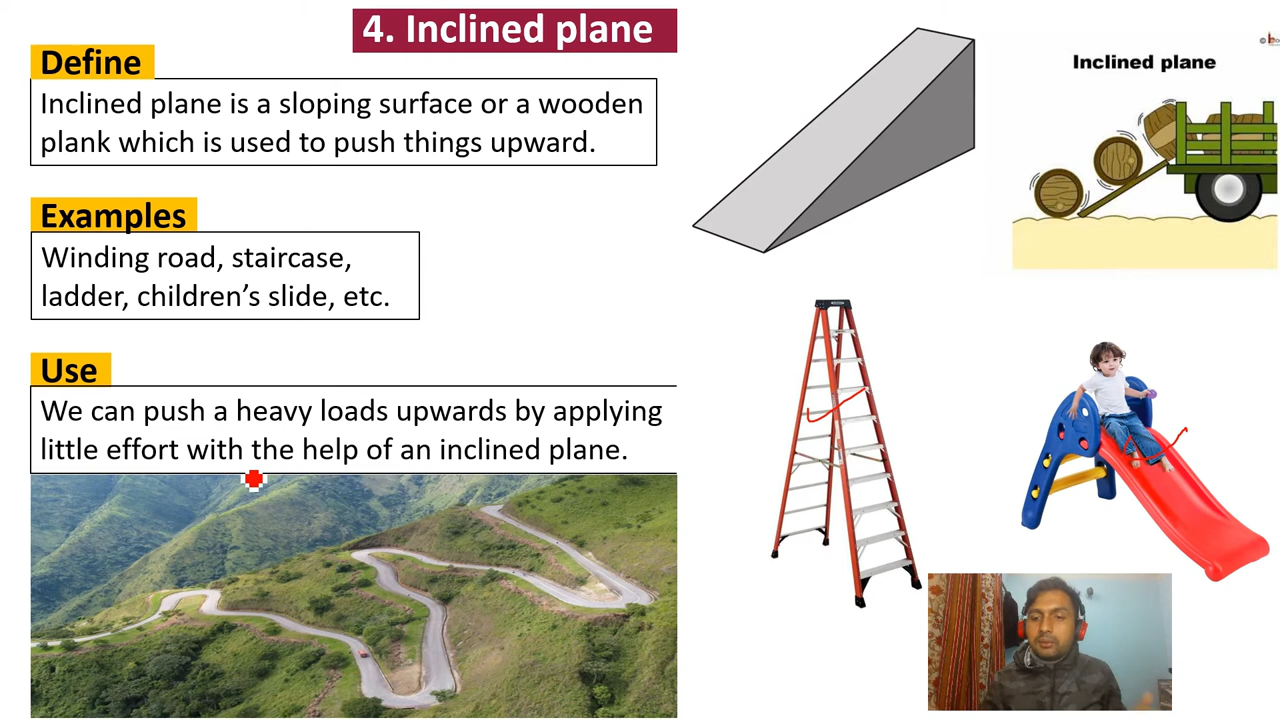 4. Inclined plane
Define
Inclined plane is a sloping surface or a wooden
plank which is used to push things upward.
Examples
Winding road, staircase,
ladder, children's slide, etc.
Use
We can push a heavy loads upwards by applying
little effort with the help of an inclined plane.
Inclined plane